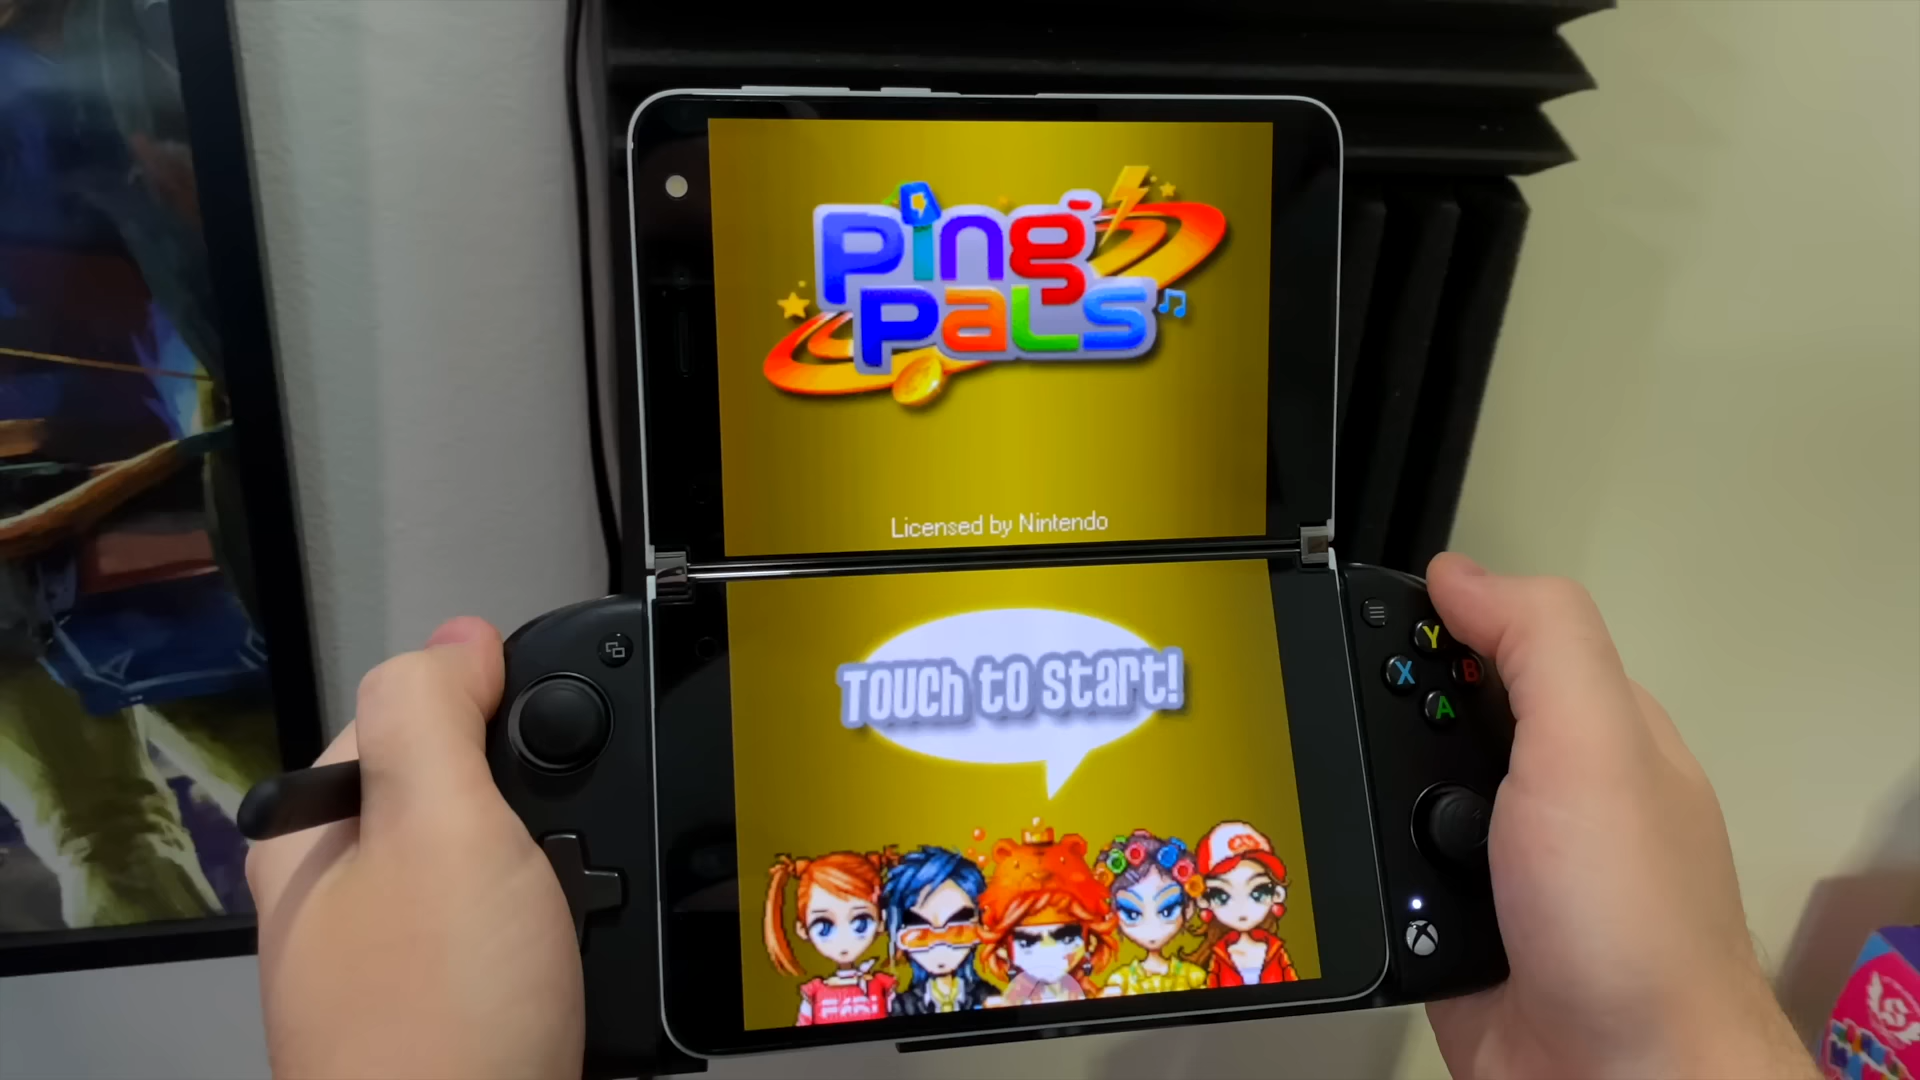 Ping
Pals
Licensed by Nintendo
Touch to start!
Y
X
B
A